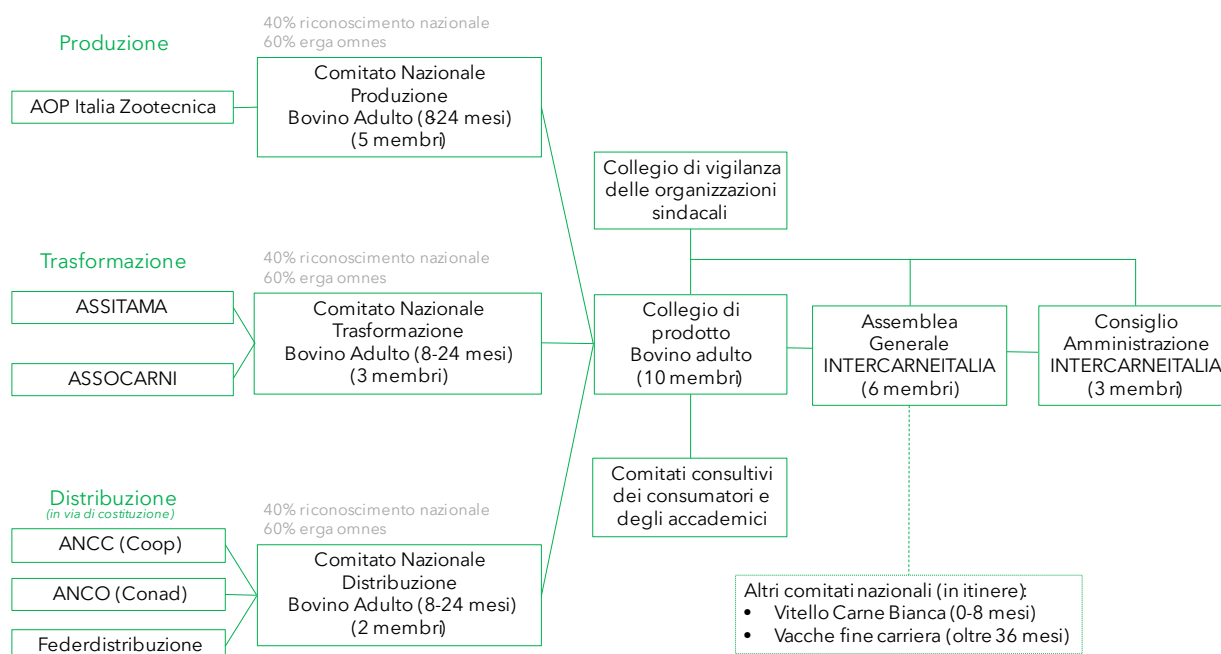 Produzione
40% riconoscimento nazionale
60% erga omnes
AOP Italia Zootecnica
Comitato Nazionale
Produzione
Bovino Adulto (8-24 mesi)
(5 membri)
Trasformazione
40% riconoscimento nazionale
60% erga omnes
ASSITAMA
ASSOCARNI
Comitato Nazionale
Trasformazione
Bovino Adulto (8-24 mesi)
(3 membri)
Distribuzione
(in via di costituzione)
40% riconoscimento nazionale
60% erga omnes
ANCC (Coop)
ANCO (Conad)
Federdistribuzione
Comitato Nazionale
Distribuzione
Bovino Adulto (8-24 mesi)
(2 membri)
Collegio di vigilanza
delle organizzazioni
sindacali
Collegio di
prodotto
Bovino adulto
(10 membri)
Comitati consultivi
dei consumatori e
degli accademici
Assemblea
Generale
INTERCARNEITALIA
(6 membri)
Consiglio
Amministrazione
INTERCARNEITALIA
(3 membri)
Altri comitati nazionali (in itinere):
• Vitello Carne Bianca (0-8 mesi)
• Vacche fine carriera (oltre 36 mesi)